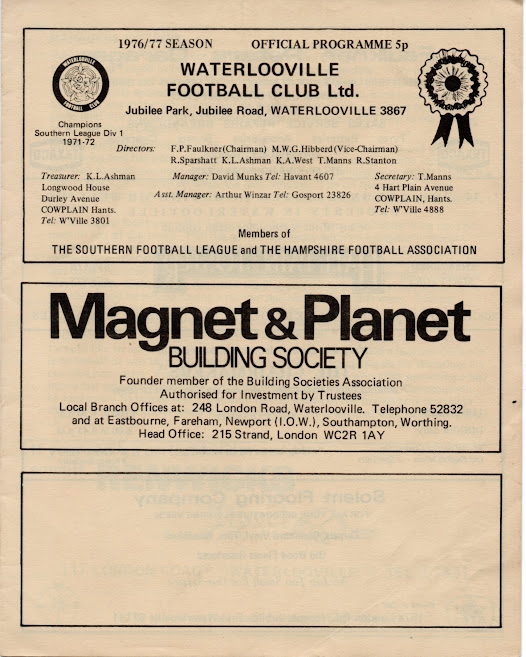 1976/77 SEASON OFFICIAL PROGRAMME 5p
WATERLOOVILLE
FOOTBALL CLUB Ltd.
Jubilee Park, Jubilee Road, WATERLOOVILLE 3867
WATERLOOVILLE
FOOTBALL CLUB
Champions
Southern League Div 1
1971-72
Directors: F.P.Faulkner(Chairman) M.W.G.Hibberd(Vice-Chairman)
R.Sparshatt K.L.Ashman K.A.West T.Manns R.Stanton
Treasurer: K.L.Ashman
Longwood House
Durley Avenue
COWPLAIN Hants.
Tel: W'Ville 3801
Manager: David Munks Tel: Havant 4607
Asst. Manager: Arthur Winzar Tel: Gosport 23826
Secretary: T.Manns
4 Hart Plain Avenue
COWPLAIN, Hants.
Tel: W'Ville 4888
Members of
THE SOUTHERN FOOTBALL LEAGUE and THE HAMPSHIRE FOOTBALL ASSOCIATION
Magnet & Planet
BUILDING SOCIETY
Founder member of the Building Societies Association
Authorised for Investment by Trustees
Local Branch Offices at: 248 London Road, Waterlooville. Telephone 52832
and at Eastbourne, Fareham, Newport (I.O.W.), Southampton, Worthing.
Head Office: 215 Strand, London WC2R 1AY
Solent Flooring Company